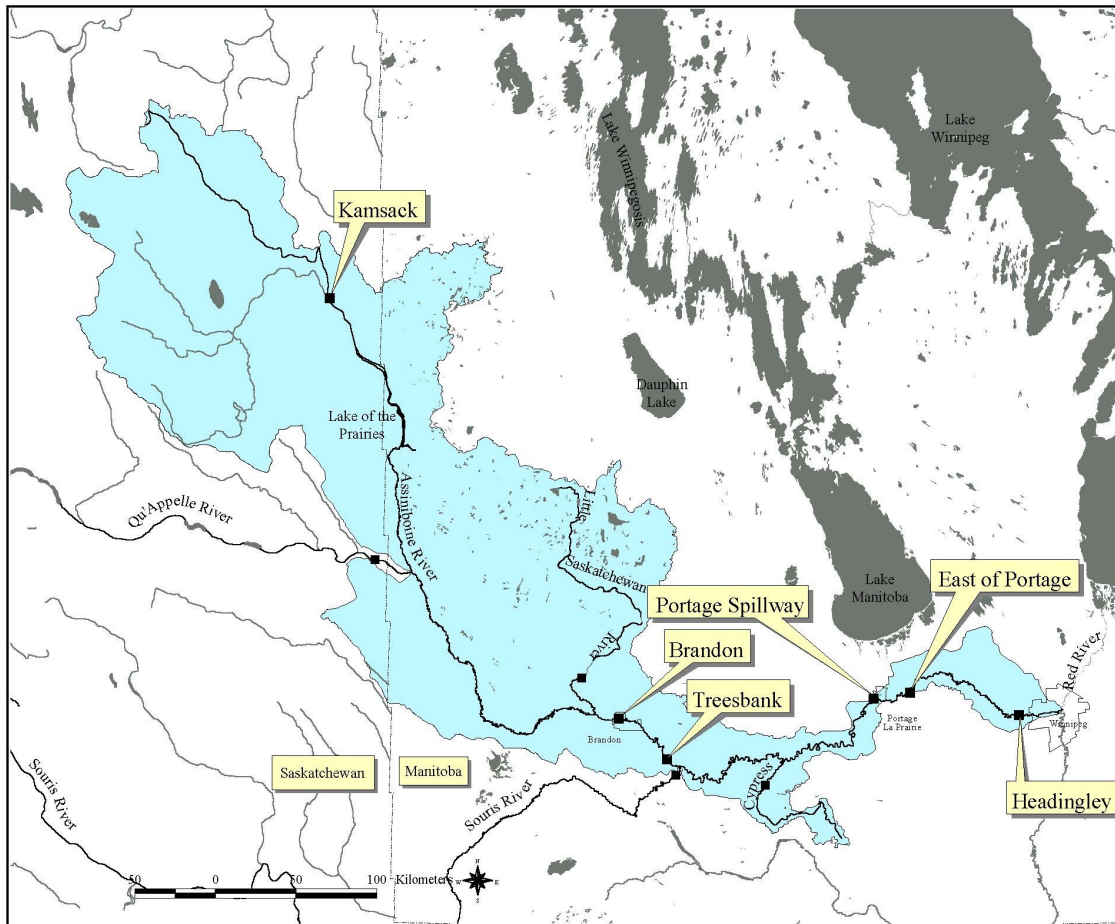 Lake
Winnipeg
Lake Winnipegosis
Kamsack
Dauphin
Lake
Lake of the
Prairies
Qu'Appelle River
Assiniboine River
Little
Saskatchewan
River
Lake
Manitoba
East of Portage
Portage Spillway
Brandon
Treesbank
Red River
Portage
La Prairie
Winnipeg
Brandon
Saskatchewan
Manitoba
Souris River
Souris River
Cypress
Headingley
50 0 50 100 Kilometers
N
W E
S